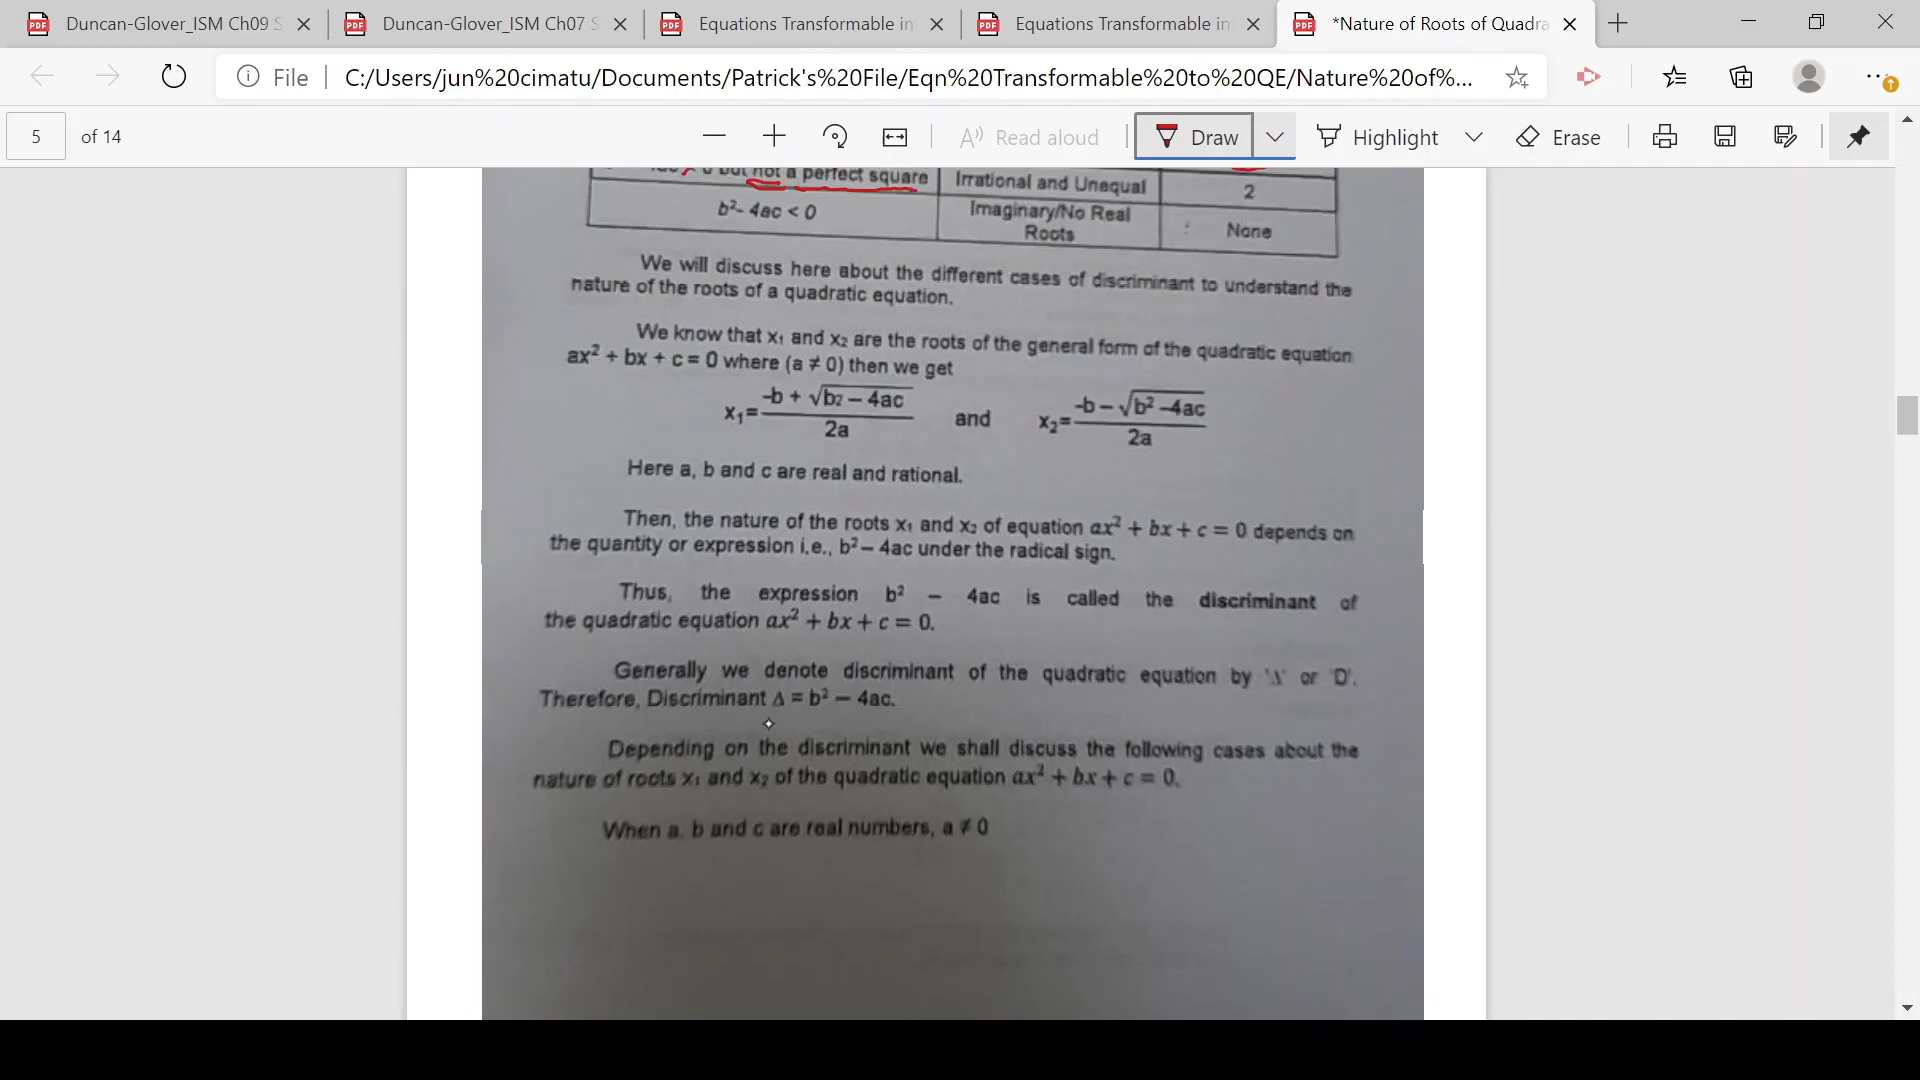 Duncan-Glover_ISM Ch09 S
Duncan-Glover_ISM Ch07 S
Equations Transformable in
Equations Transformable in
*Nature of Roots of Quadra
File
C:/Users/jun%20cimatu/Documents/Patrick's%20File/Eqn%20Transformable%20to%20QE/Nature%20of%...
5 of 14
Read aloud
Draw
Highlight
Erase
but not a perfect square Irrational and Unequal 2
b²- 4ac < 0 Imaginary/No Real Roots None
We will discuss here about the different cases of discriminant to understand the
nature of the roots of a quadratic equation.
We know that x₁ and x₂ are the roots of the general form of the quadratic equation
ax² + bx + c = 0 where (a ≠ 0) then we get
x₁= -b + √b2 – 4ac / 2a and x₂= -b – √b² –4ac / 2a
Here a, b and c are real and rational.
Then, the nature of the roots x₁ and x₂ of equation ax² + bx + c = 0 depends on
the quantity or expression i.e., b² – 4ac under the radical sign.
Thus, the expression b² – 4ac is called the discriminant of
the quadratic equation ax² + bx + c = 0.
Generally we denote discriminant of the quadratic equation by 'Δ' or 'D'.
Therefore, Discriminant Δ = b² – 4ac.
Depending on the discriminant we shall discuss the following cases about the
nature of roots x₁ and x₂ of the quadratic equation ax² + bx + c = 0.
When a, b and c are real numbers, a ≠ 0